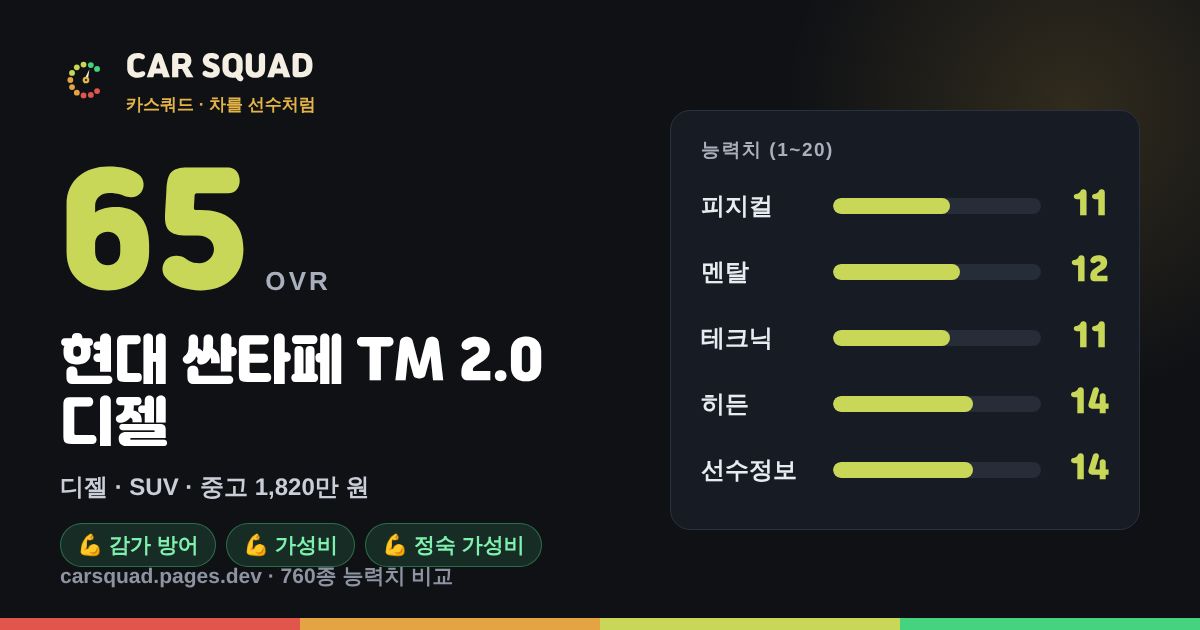 CAR SQUAD
카스쿼드 · 차를 선수처럼
65 OVR
현대 싼타페 TM 2.0
디젤
디젤 · SUV · 중고 1,820만 원
💪 감가 방어 💪 가성비 💪 정숙 가성비
carsquad.pages.dev · 760종 능력치 비교
능력치 (1~20)
피지컬 11
멘탈 12
테크닉 11
히든 14
선수정보 14